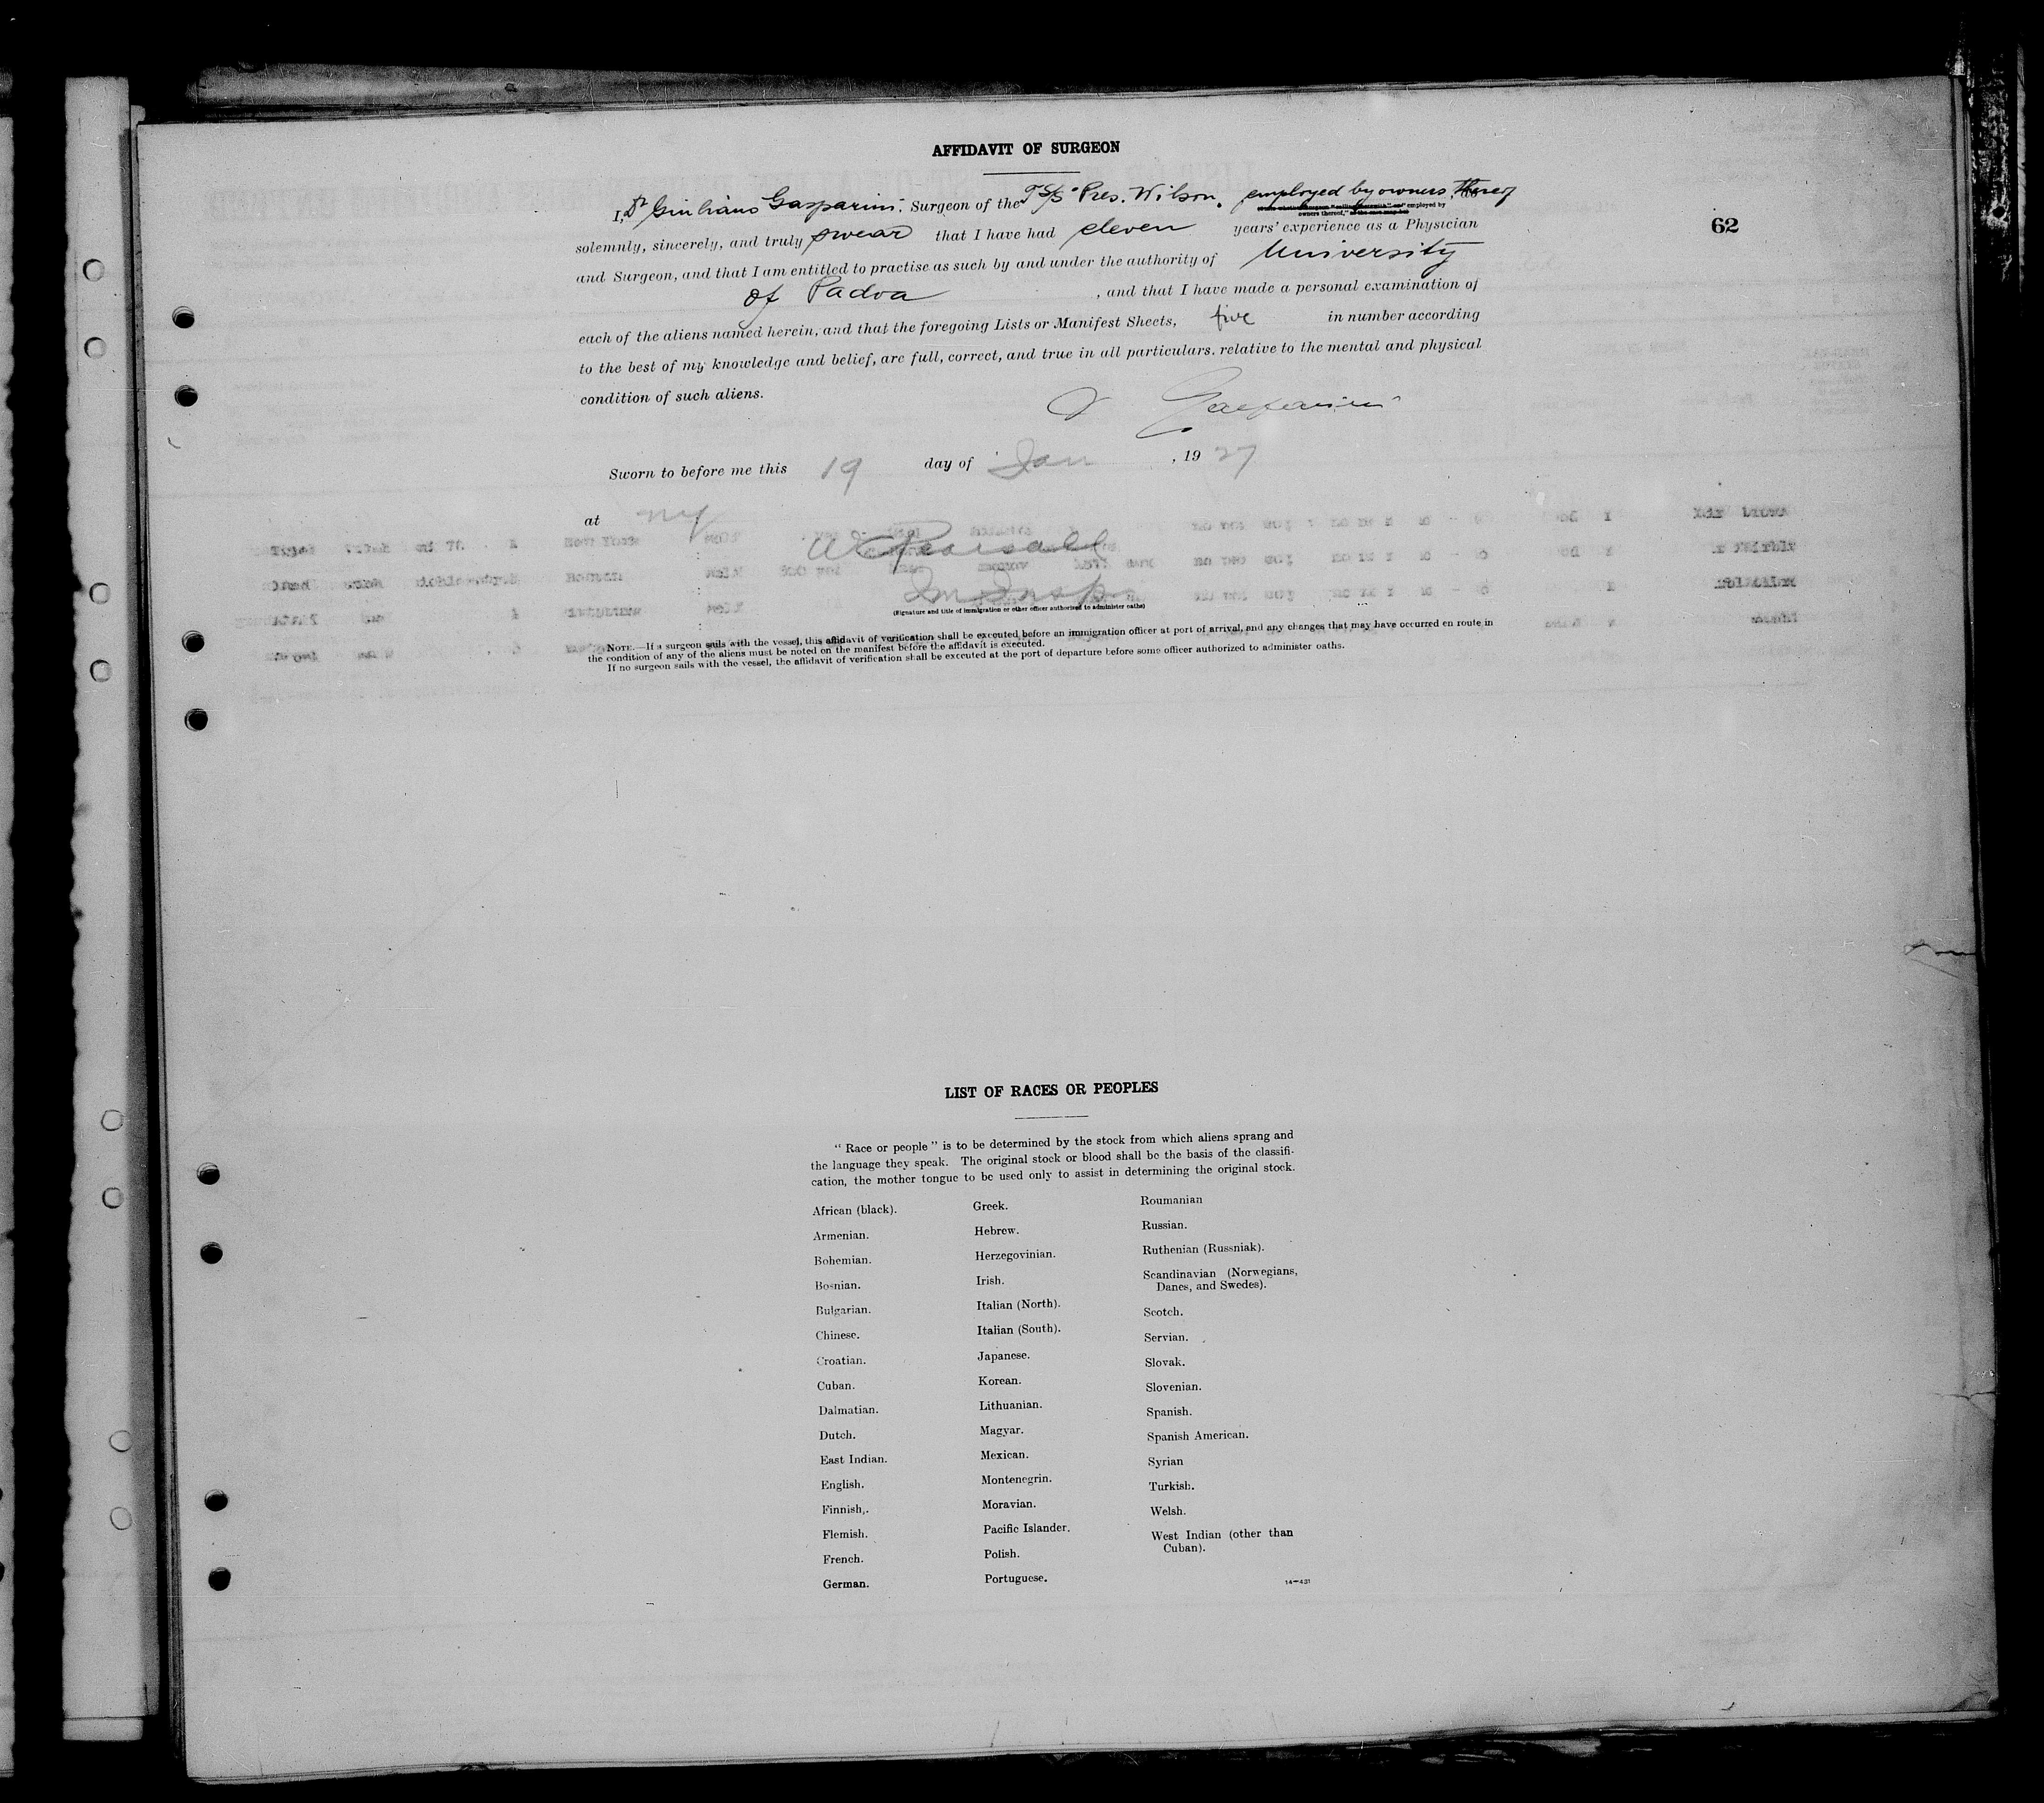 AFFIDAVIT OF SURGEON
62
I, Dr Giuliano Gasparini, Surgeon of the T S/S "Pres. Wilson, employed by owners thereof, do
solemnly, sincerely, and truly swear that I have had eleven years' experience as a Physician
and Surgeon, and that I am entitled to practise as such by and under the authority of University
of Padova , and that I have made a personal examination of
each of the aliens named herein, and that the foregoing Lists or Manifest Sheets, five in number according
to the best of my knowledge and belief, are full, correct, and true in all particulars. relative to the mental and physical
condition of such aliens.
Gasparini
Sworn to before me this 19 day of Jan , 19 27
at NY
W Pearsall
Im Insp
(Signature and title of immigration or other officer authorized to administer oaths)
NOTE.—If a surgeon sails with the vessel, this affidavit of verification shall be executed before an immigration officer at port of arrival, and any changes that may have occurred en route in
the condition of any of the aliens must be noted on the manifest before the affidavit is executed.
If no surgeon sails with the vessel, the affidavit of verification shall be executed at the port of departure before some officer authorized to administer oaths.
LIST OF RACES OR PEOPLES
" Race or people " is to be determined by the stock from which aliens sprang and
the language they speak. The original stock or blood shall be the basis of the classifi-
cation, the mother tongue to be used only to assist in determining the original stock.
African (black).
Armenian.
Bohemian.
Bosnian.
Bulgarian.
Chinese.
Croatian.
Cuban.
Dalmatian.
Dutch.
East Indian.
English.
Finnish.
Flemish.
French.
German.
Greek.
Hebrew.
Herzegovinian.
Irish.
Italian (North).
Italian (South).
Japanese.
Korean.
Lithuanian.
Magyar.
Mexican.
Montenegrin.
Moravian.
Pacific Islander.
Polish.
Portuguese.
Roumanian
Russian.
Ruthenian (Russniak).
Scandinavian (Norwegians,
Danes, and Swedes).
Scotch.
Servian.
Slovak.
Slovenian.
Spanish.
Spanish American.
Syrian
Turkish.
Welsh.
West Indian (other than
Cuban).
14—431